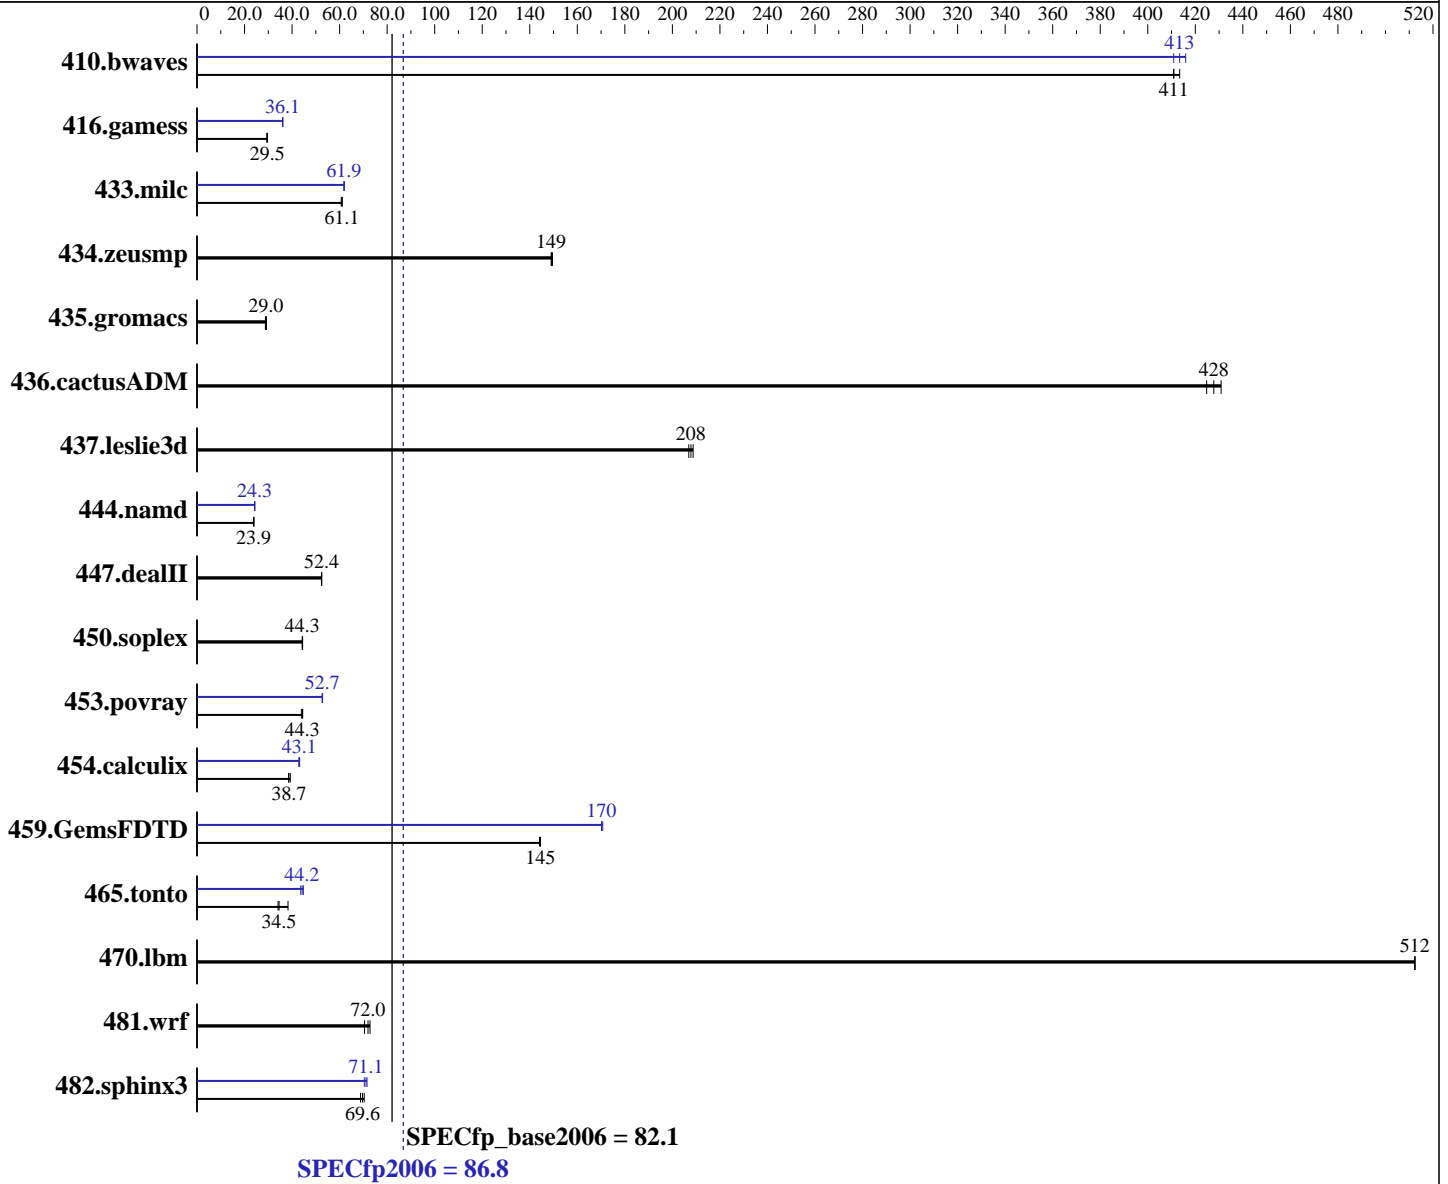 0 20.0 40.0 60.0 80.0 100 120 140 160 180 200 220 240 260 280 300 320 340 360 380 400 420 440 460 480 520
413
410.bwaves
411
36.1
416.gamess
29.5
61.9
433.milc
61.1
149
434.zeusmp
29.0
435.gromacs
428
436.cactusADM
208
437.leslie3d
24.3
444.namd
23.9
52.4
447.dealII
44.3
450.soplex
52.7
453.povray
44.3
43.1
454.calculix
38.7
170
459.GemsFDTD
145
44.2
465.tonto
34.5
512
470.lbm
72.0
481.wrf
71.1
482.sphinx3
69.6
SPECfp_base2006 = 82.1
SPECfp2006 = 86.8